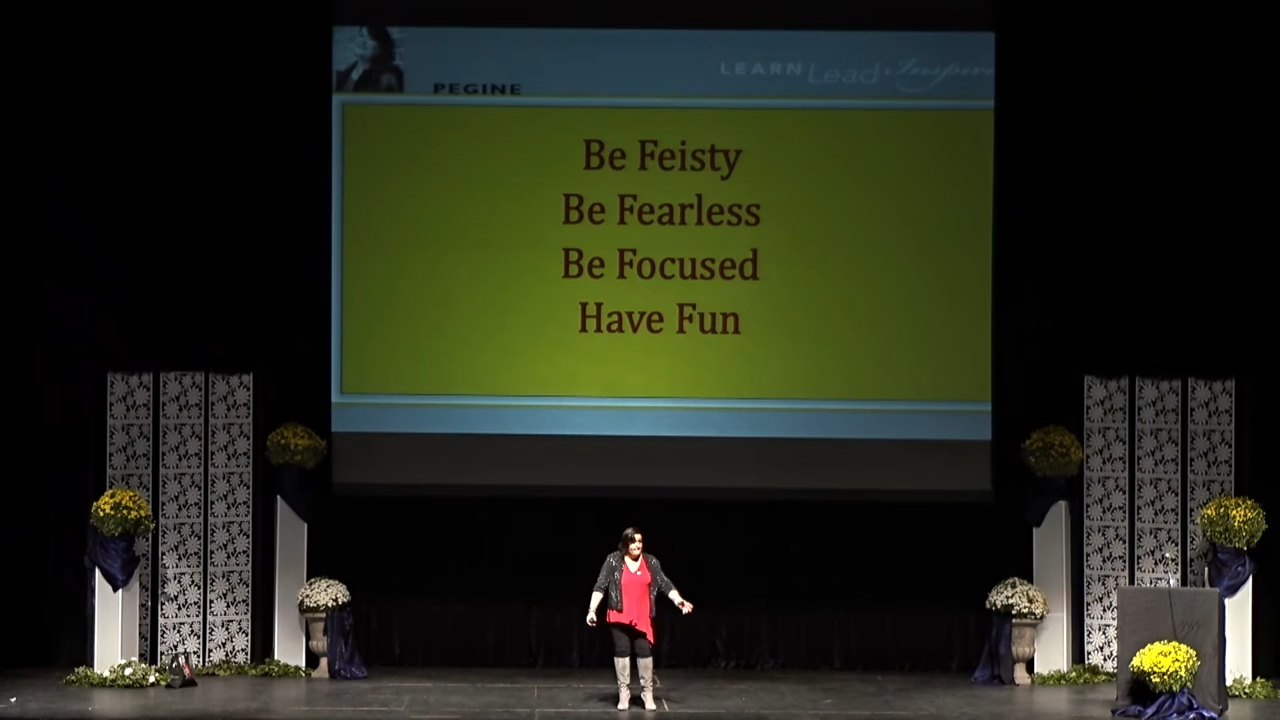 LEARN Lead Inspire
PEGINE
Be Feisty
Be Fearless
Be Focused
Have Fun